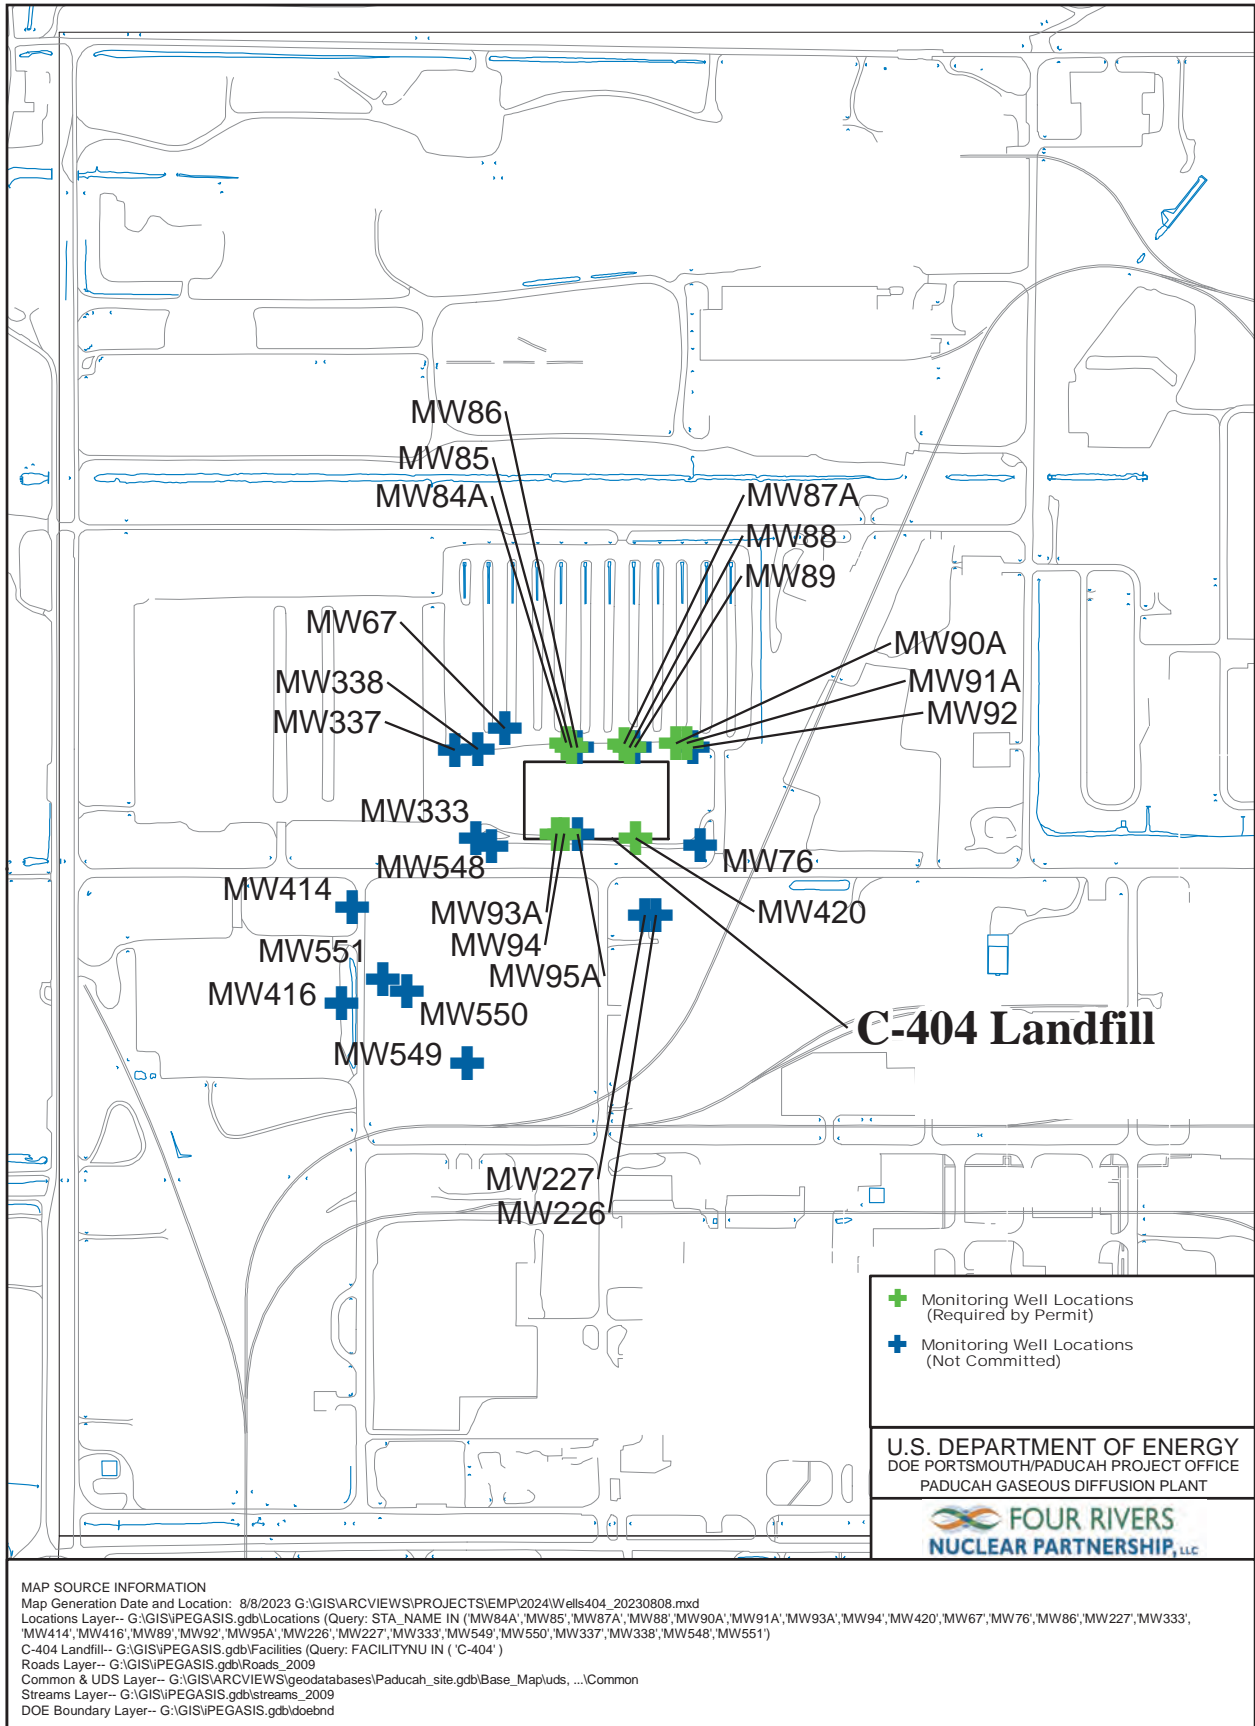 MW86
MW85
MW84A
MW87A
MW88
MW89
MW67
MW90A
MW338
MW91A
MW337
MW92
MW333
MW548
MW76
MW414
MW93A
MW420
MW94
MW551
MW95A
MW416
MW550
C-404 Landfill
MW549
MW227
MW226
Monitoring Well Locations
(Required by Permit)
Monitoring Well Locations
(Not Committed)
U.S. DEPARTMENT OF ENERGY
DOE PORTSMOUTH/PADUCAH PROJECT OFFICE
PADUCAH GASEOUS DIFFUSION PLANT
FOUR RIVERS
NUCLEAR PARTNERSHIP, LLC
MAP SOURCE INFORMATION
Map Generation Date and Location: 8/8/2023 G:\GIS\ARCVIEWS\PROJECTS\EMP\2024\Wells404_20230808.mxd
Locations Layer-- G:\GIS\iPEGASIS.gdb\Locations (Query: STA_NAME IN ('MW84A','MW85','MW87A','MW88','MW90A','MW91A','MW93A','MW94','MW420','MW67','MW76','MW86','MW227','MW333',
'MW414','MW416','MW89','MW92','MW95A','MW226','MW227','MW333','MW549','MW550','MW337','MW338','MW548','MW551')
C-404 Landfill-- G:\GIS\iPEGASIS.gdb\Facilities (Query: FACILITYNU IN ( 'C-404' )
Roads Layer-- G:\GIS\iPEGASIS.gdb\Roads_2009
Common & UDS Layer-- G:\GIS\ARCVIEWS\geodatabases\Paducah_site.gdb\Base_Map\uds, ...\Common
Streams Layer-- G:\GIS\iPEGASIS.gdb\streams_2009
DOE Boundary Layer-- G:\GIS\iPEGASIS.gdb\doebnd